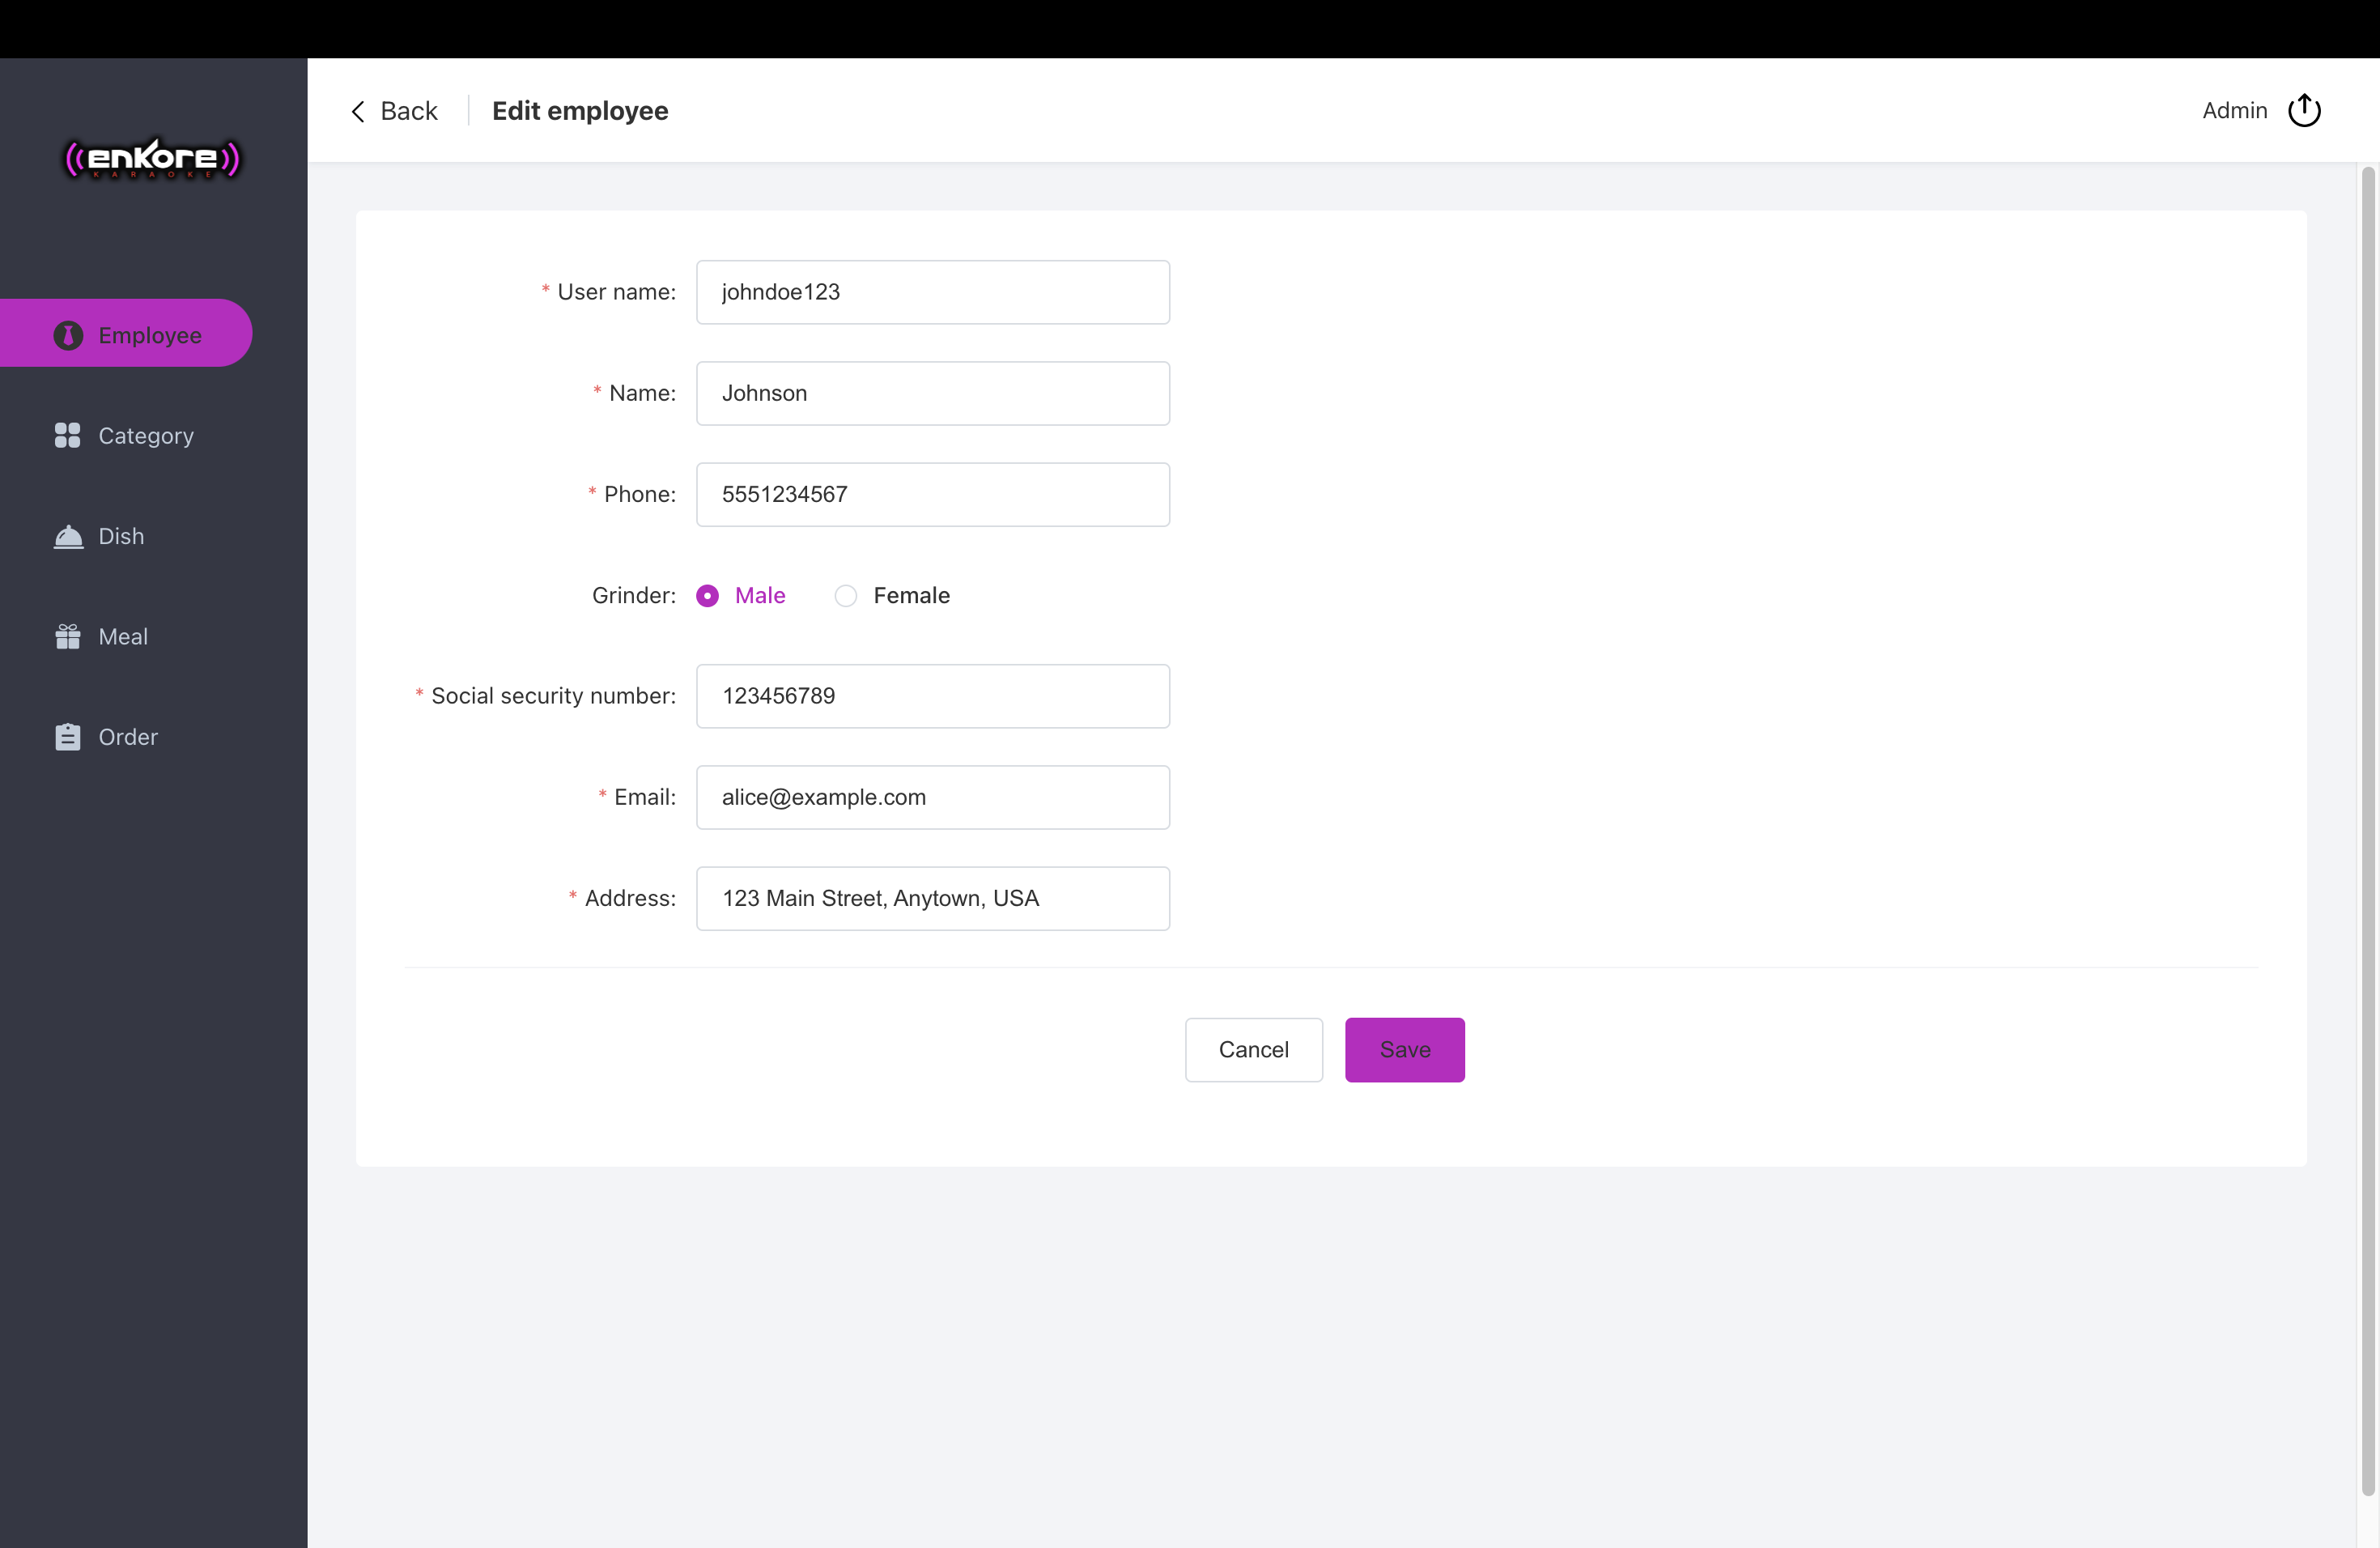 enKore
KARAOKE
Back
Edit employee
Admin
Employee
Category
Dish
Meal
Order
* User name: johndoe123
* Name: Johnson
* Phone: 5551234567
Grinder: Male Female
* Social security number: 123456789
* Email: alice@example.com
* Address: 123 Main Street, Anytown, USA
Cancel Save